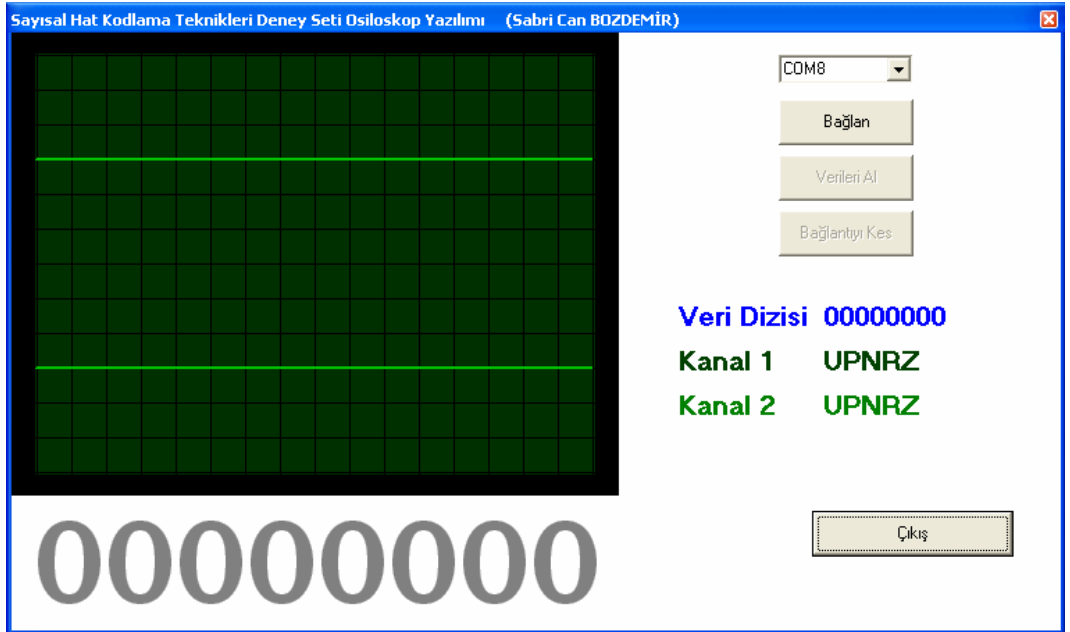 Sayısal Hat Kodlama Teknikleri Deney Seti Osiloskop Yazılımı (Sabri Can BOZDEMİR)
COM8
Bağlan
Verileri Al
Bağlantıyı Kes
Veri Dizisi 00000000
Kanal 1 UPNRZ
Kanal 2 UPNRZ
Çıkış
00000000